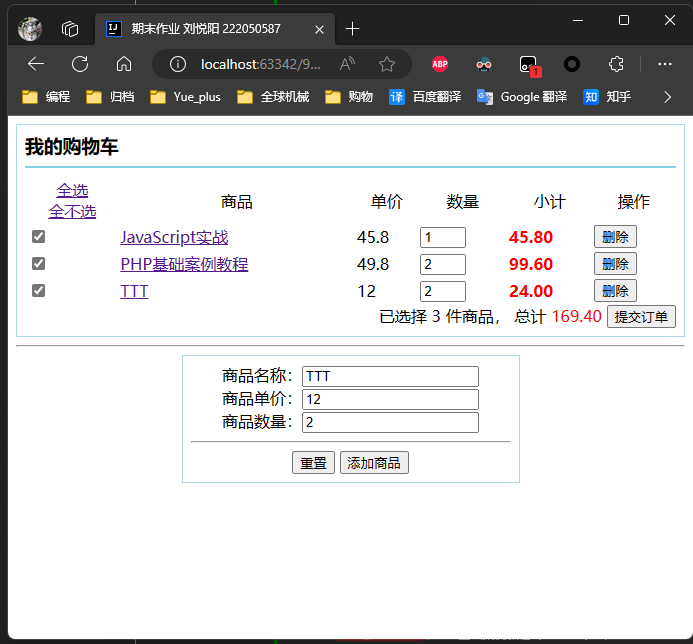 期末作业 刘悦阳 222050587
localhost:63342/9...
ABP
1
编程 归档 Yue_plus 全球机械 购物 译 百度翻译 Google 翻译 知 知乎
我的购物车
全选
全不选
商品 单价 数量 小计 操作
JavaScript实战 45.8 1 45.80 删除
PHP基础案例教程 49.8 2 99.60 删除
TTT 12 2 24.00 删除
已选择 3 件商品， 总计 169.40 提交订单
商品名称： TTT
商品单价： 12
商品数量： 2
重置 添加商品